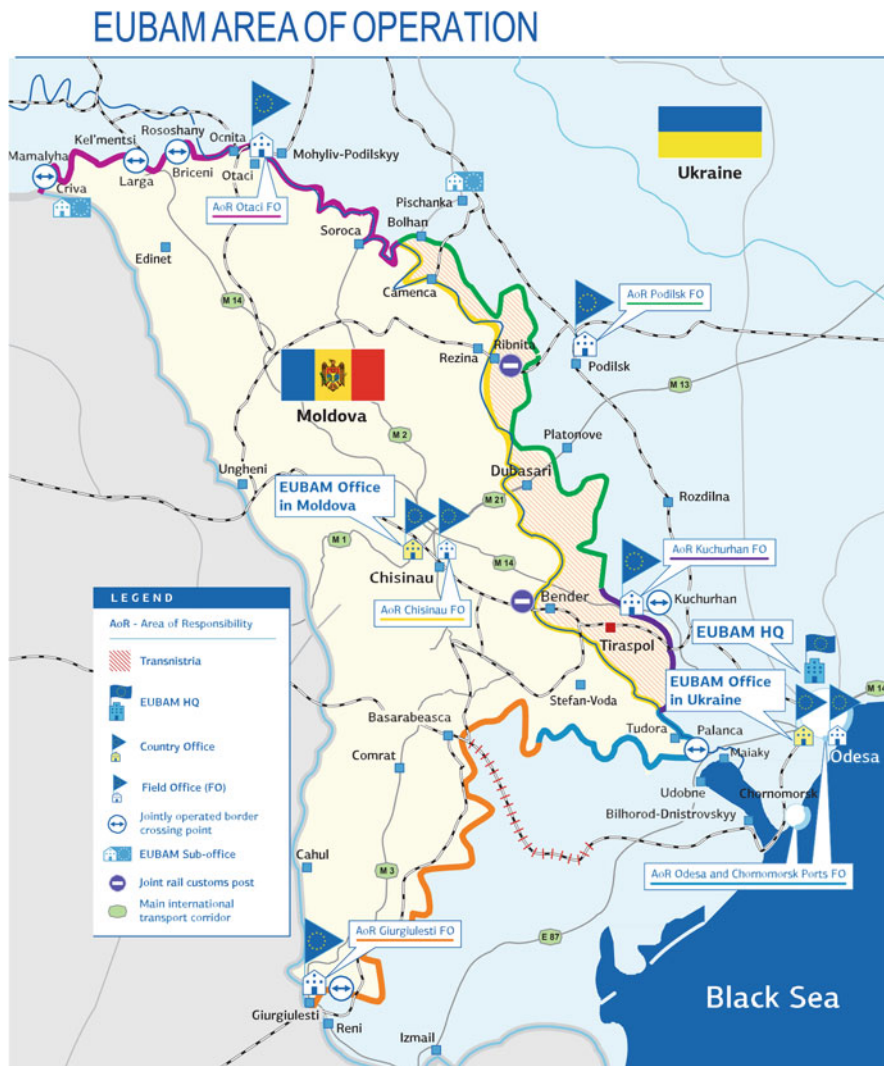 EUBAM AREA OF OPERATION
Ukraine
Mamalyha
Kel'mentsi
Rososhany
Ocnita
Mohyliv-Podilskyy
Criva
Larga
Briceni
Otaci
AoR Otaci FO
Pischanka
Bolhan
Soroca
Edinet
Camenca
M 14
AoR Podilsk FO
Rezina
Ribnita
Podilsk
Moldova
M 13
M 2
Platonove
Ungheni
Dubasari
EUBAM Office
in Moldova
M 21
Rozdilna
M 1
M 14
AoR Kuchurhan FO
Chisinau
AoR Chisinau FO
Bender
Kuchurhan
Tiraspol
EUBAM HQ
EUBAM Office
in Ukraine
M 14
Stefan-Voda
Basarabeasca
Tudora
Palanca
Maiaky
Odesa
Comrat
Udobne
Chornomorsk
Bilhorod-Dnistrovskyy
Cahul
M 3
AoR Odesa and Chornomorsk Ports FO
AoR Giurgiulesti FO
E 87
Giurgiulesti
Reni
Izmail
Black Sea
LEGEND
AoR - Area of Responsibility
Transnistria
EUBAM HQ
Country Office
Field Office (FO)
Jointly operated border
crossing point
EUBAM Sub-office
Joint rail customs post
Main international
transport corridor